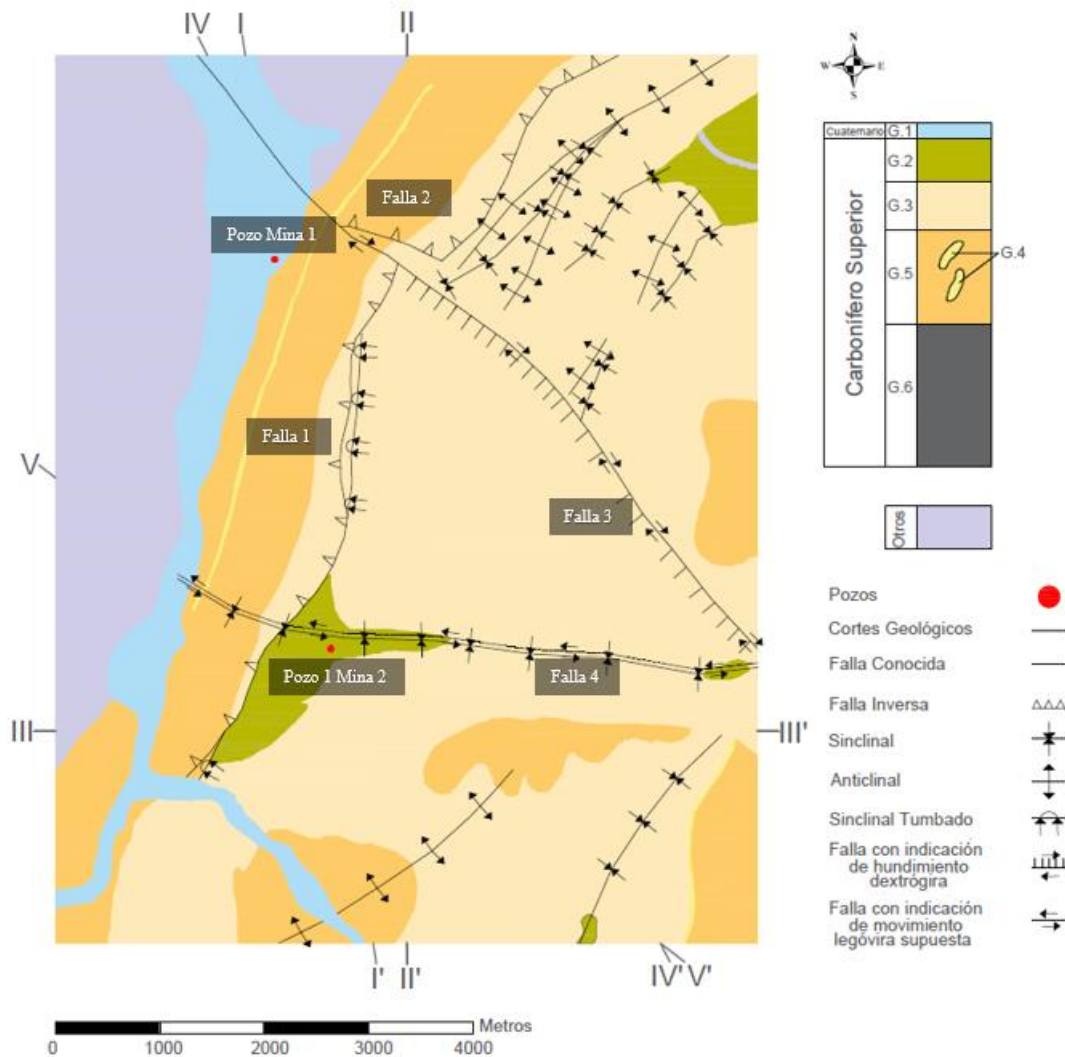 IV I II
N
W E
S
Cuaternario G.1
G.2
G.3
G.5
G.4
Carbonífero Superior
G.6
Otros
Falla 2
Pozo Mina 1
Falla 1
V
Falla 3
Pozo 1 Mina 2
Falla 4
III III'
I' II' IV' V'
Pozos
Cortes Geológicos
Falla Conocida
Falla Inversa
Sinclinal
Anticlinal
Sinclinal Tumbado
Falla con indicación
de hundimiento
dextrógira
Falla con indicación
de movimiento
legóvira supuesta
Metros
0 1000 2000 3000 4000